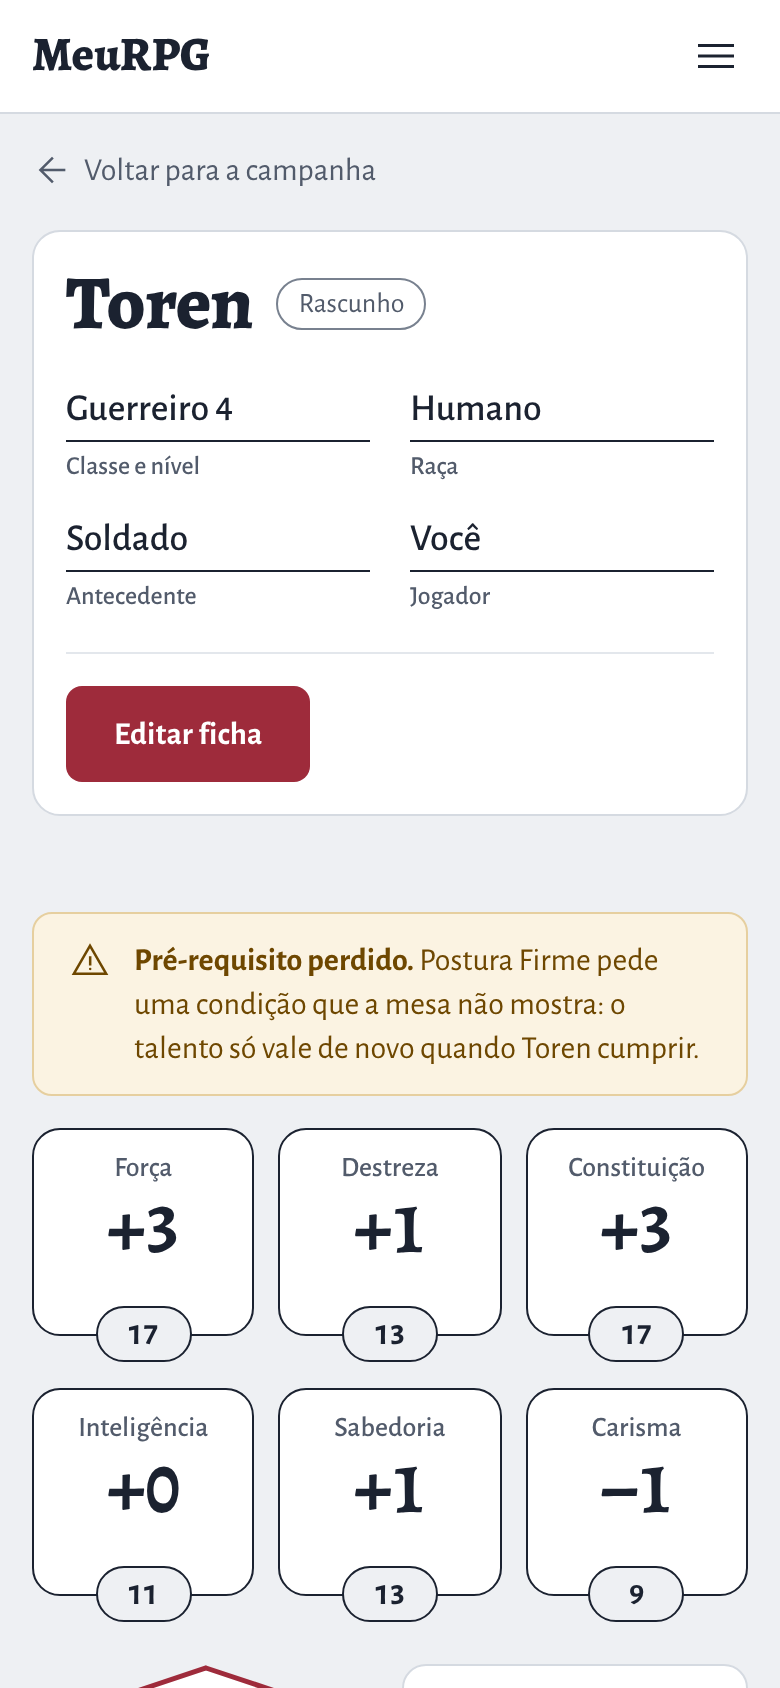 MeuRPG
Voltar para a campanha
Toren
Rascunho
Guerreiro 4
Humano
Classe e nível
Raça
Soldado
Você
Antecedente
Jogador
Editar ficha
Pré-requisito perdido. Postura Firme pede
uma condição que a mesa não mostra: o
talento só vale de novo quando Toren cumprir.
Força
Destreza
Constituição
+3
+1
+3
17
13
17
Inteligência
Sabedoria
Carisma
+0
+1
−1
11
13
9